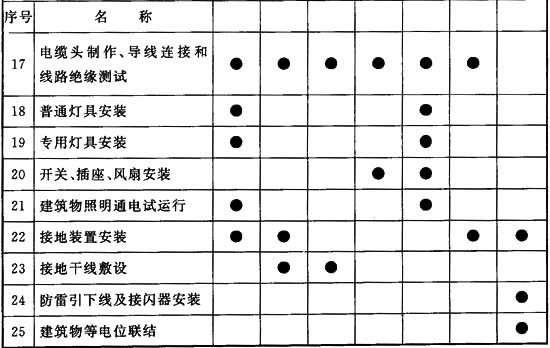 序号 名 称
17 电缆头制作、导线连接和
线路绝缘测试 ● ● ● ● ● ●
18 普通灯具安装 ● ●
19 专用灯具安装 ● ●
20 开关、插座、风扇安装 ● ●
21 建筑物照明通电试运行 ● ●
22 接地装置安装 ● ● ● ●
23 接地干线敷设 ● ●
24 防雷引下线及接闪器安装 ●
25 建筑物等电位联结 ●